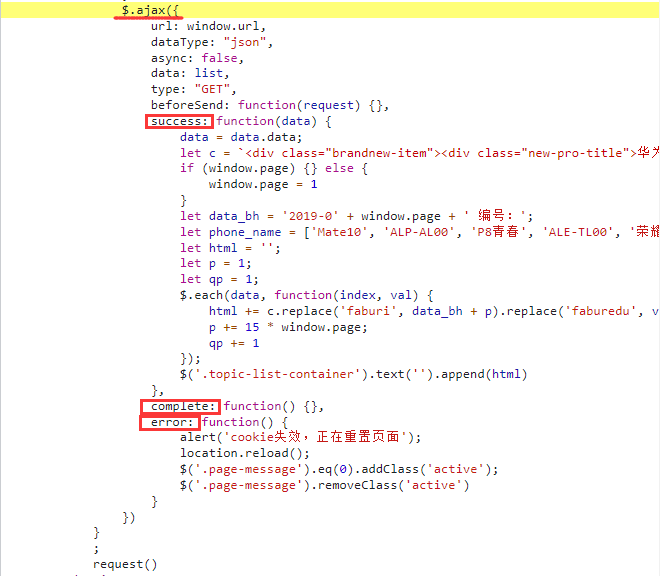 $.ajax({
url: window.url,
dataType: "json",
async: false,
data: list,
type: "GET",
beforeSend: function(request) {},
success: function(data) {
data = data.data;
let c = `<div class="brandnew-item"><div class="new-pro-title">华为
if (window.page) {} else {
window.page = 1
}
let data_bh = '2019-0' + window.page + ' 编号：';
let phone_name = ['Mate10', 'ALP-AL00', 'P8青春', 'ALE-TL00', '荣耀
let html = '';
let p = 1;
let qp = 1;
$.each(data, function(index, val) {
html += c.replace('faburi', data_bh + p).replace('faburedu', v
p += 15 * window.page;
qp += 1
});
$('.topic-list-container').text('').append(html)
},
complete: function() {},
error: function() {
alert('cookie失效，正在重置页面');
location.reload();
$('.page-message').eq(0).addClass('active');
$('.page-message').removeClass('active')
}
})
}
;
request()